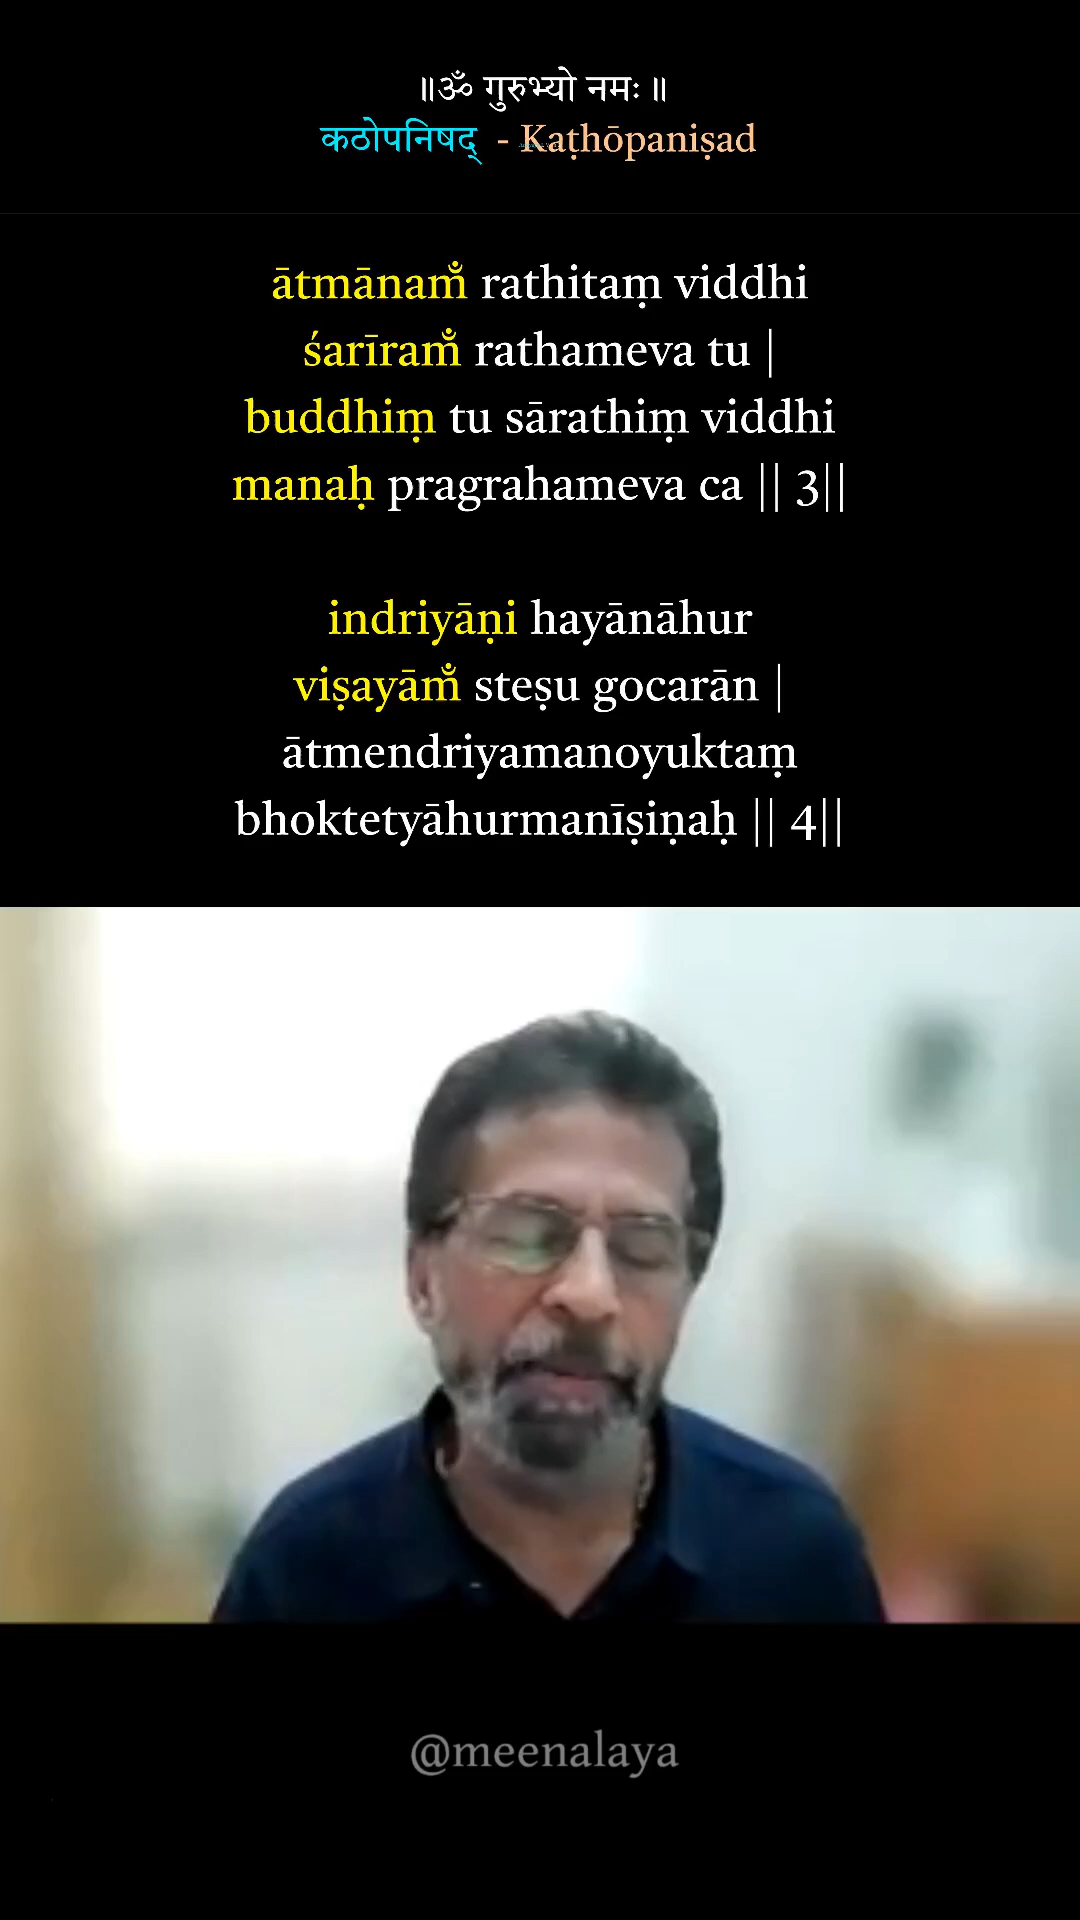 ॥ॐ गुरुभ्यो नमः॥
कठोपनिषद् - Kaṭhōpaniṣad
ātmānam̐ rathitaṃ viddhi
śarīram̐ rathameva tu |
buddhiṃ tu sārathiṃ viddhi
manaḥ pragrahameva ca || 3||
indriyāṇi hayānāhur
viṣayām̐ steṣu gocarān |
ātmendriyamanoyuktaṃ
bhoktetyāhurmanīṣiṇaḥ || 4||
@meenalaya